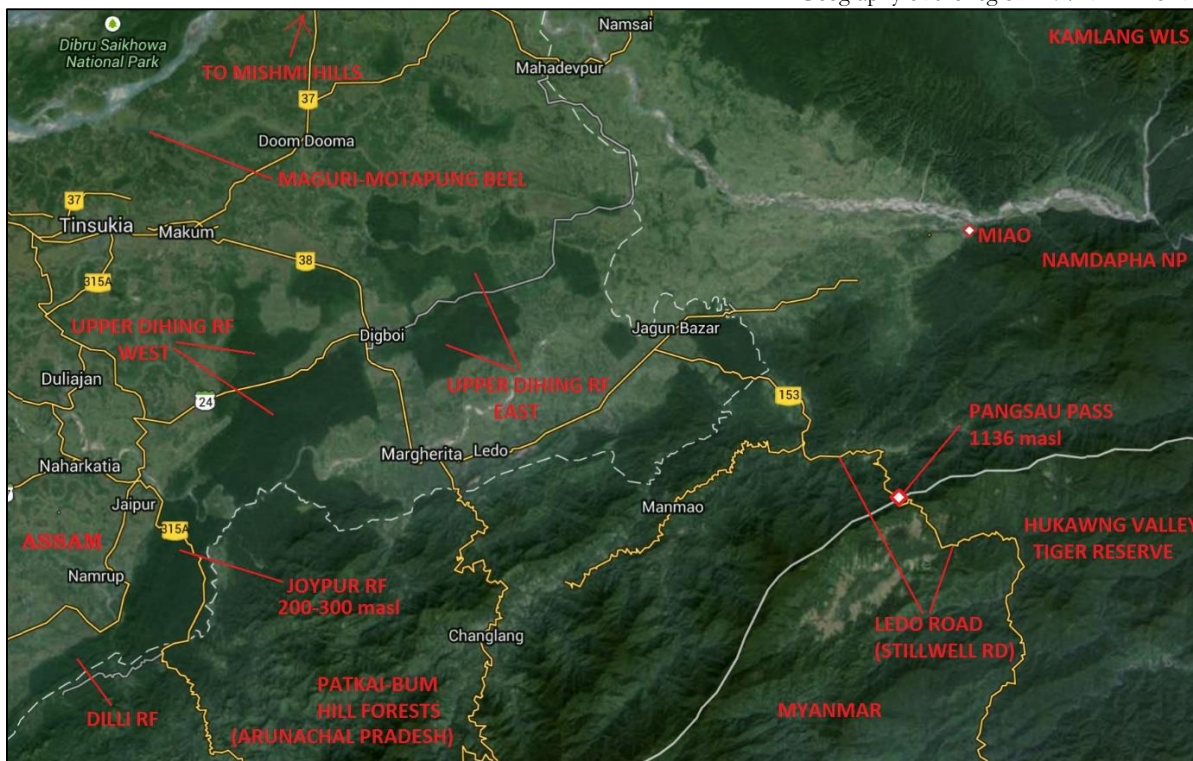 Namsai
KAMLANG WLS
Dibru Saikhowa
National Park
TO MISHMI HILLS
Mahadevpur
37
Doom Dooma
MAGURI-MOTAPUNG BEEL
37
Tinsukia
Makum
MIAO
38
NAMDAPHA NP
315A
UPPER DIHING RF
WEST
Digboi
Jagun Bazar
Duliajan
UPPER DIHING RF
EAST
24
153
PANGSAU PASS
1136 masl
Margherita
Ledo
Naharkatia
Jaipur
Manmao
315A
ASSAM
HUKAWNG VALLEY
TIGER RESERVE
Namrup
JOYPUR RF
200-300 masl
LEDO ROAD
(STILLWELL RD)
Changlang
DILLI RF
PATKAI-BUM
HILL FORESTS
(ARUNACHAL PRADESH)
MYANMAR